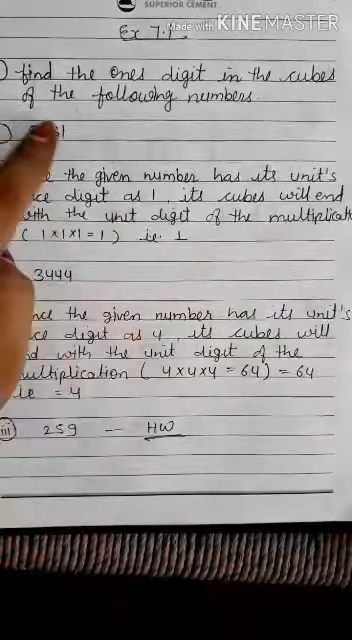 SUPERIOR CEMENT
Made with KINEMASTER
Ex 7.1
find the ones digit in the cubes
of the following numbers.
the given number has its unit's
digit as 1, its cubes will end
with the unit digit of the
( 1 x 1 x 1 = 1 ) ie. 1
3444
the given number has its unit's
digit as 4, its cubes will
with the unit digit of the
( 4 x 4 x 4 = 64 ) = 64
ie = 4
iii) 259 — HW